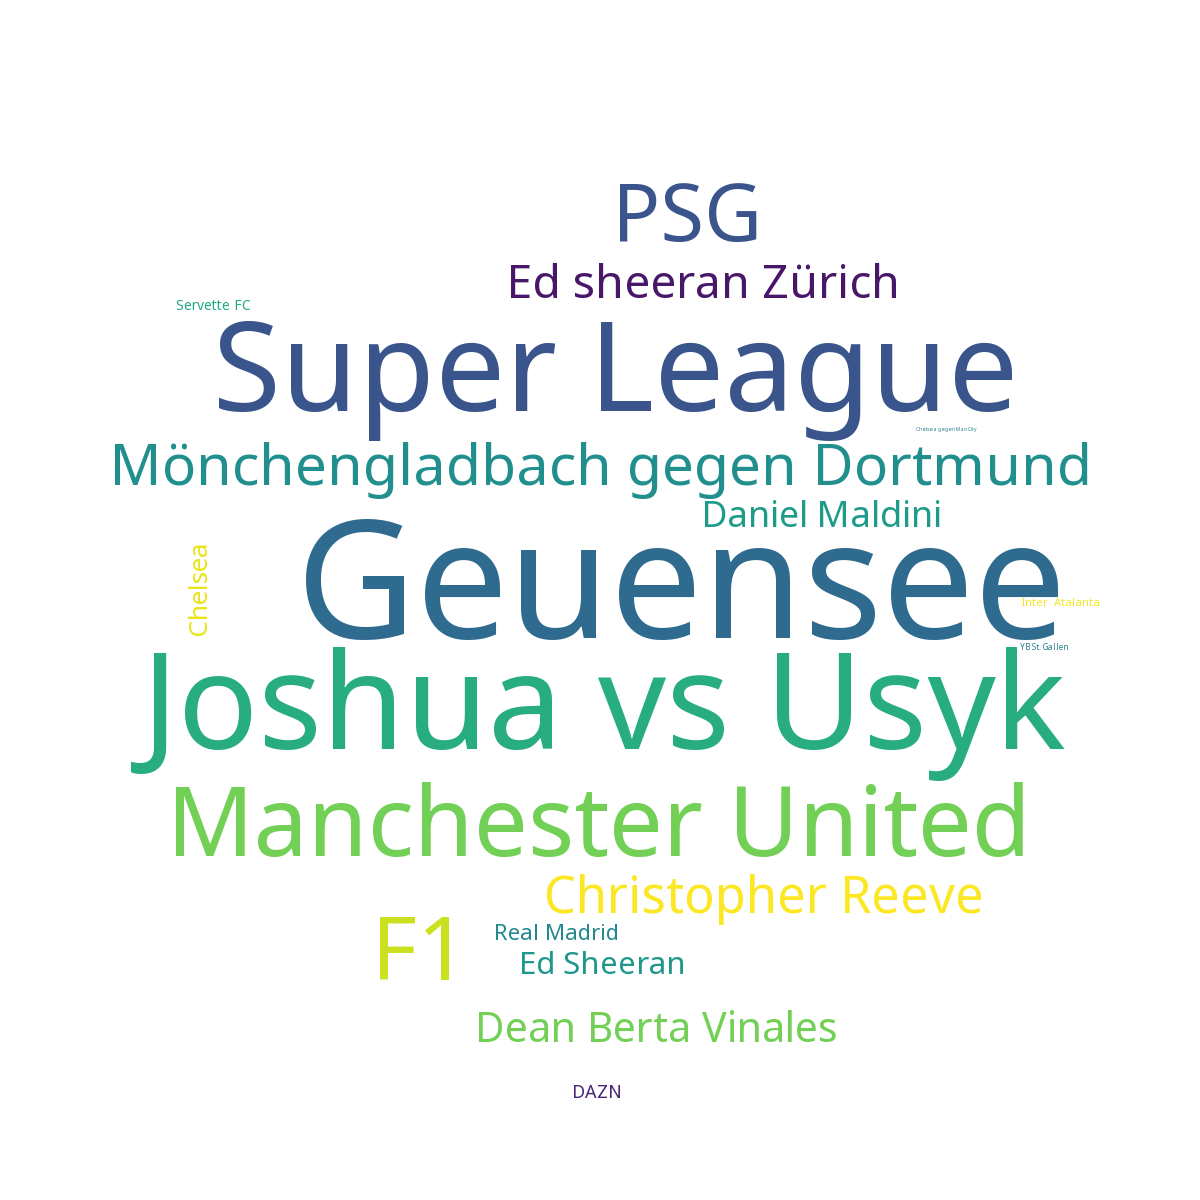 PSG
Ed sheeran Zürich
Servette FC
Super League
Chelsea gegen Man City
Mönchengladbach gegen Dortmund
Daniel Maldini
Geuensee
Chelsea
Inter Atalanta
YB St. Gallen
Joshua vs Usyk
Manchester United
Christopher Reeve
F1
Real Madrid
Ed Sheeran
Dean Berta Vinales
DAZN